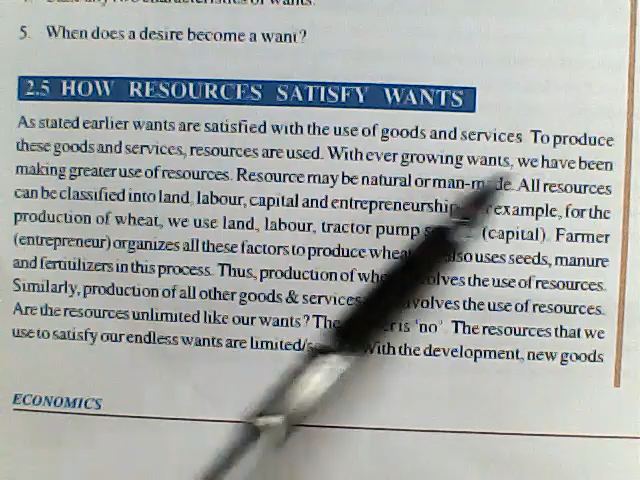 5. When does a desire become a want?
2.5 HOW RESOURCES SATISFY WANTS
As stated earlier wants are satisfied with the use of goods and services To produce
these goods and services, resources are used. With ever growing wants, we have been
making greater use of resources. Resource may be natural or man-made. All resources
can be classified into land, labour, capital and entrepreneurship example, for the
production of wheat, we use land, labour, tractor pump (capital). Farmer
(entrepreneur) organizes all these factors to produce wheat also uses seeds, manure
and fertitilizers in this process. Thus, production of involves the use of resources.
Similarly, production of all other goods & services involves the use of resources.
Are the resources unlimited like our wants? The is 'no' The resources that we
use to satisfy our endless wants are limited/ With the development, new goods
ECONOMICS